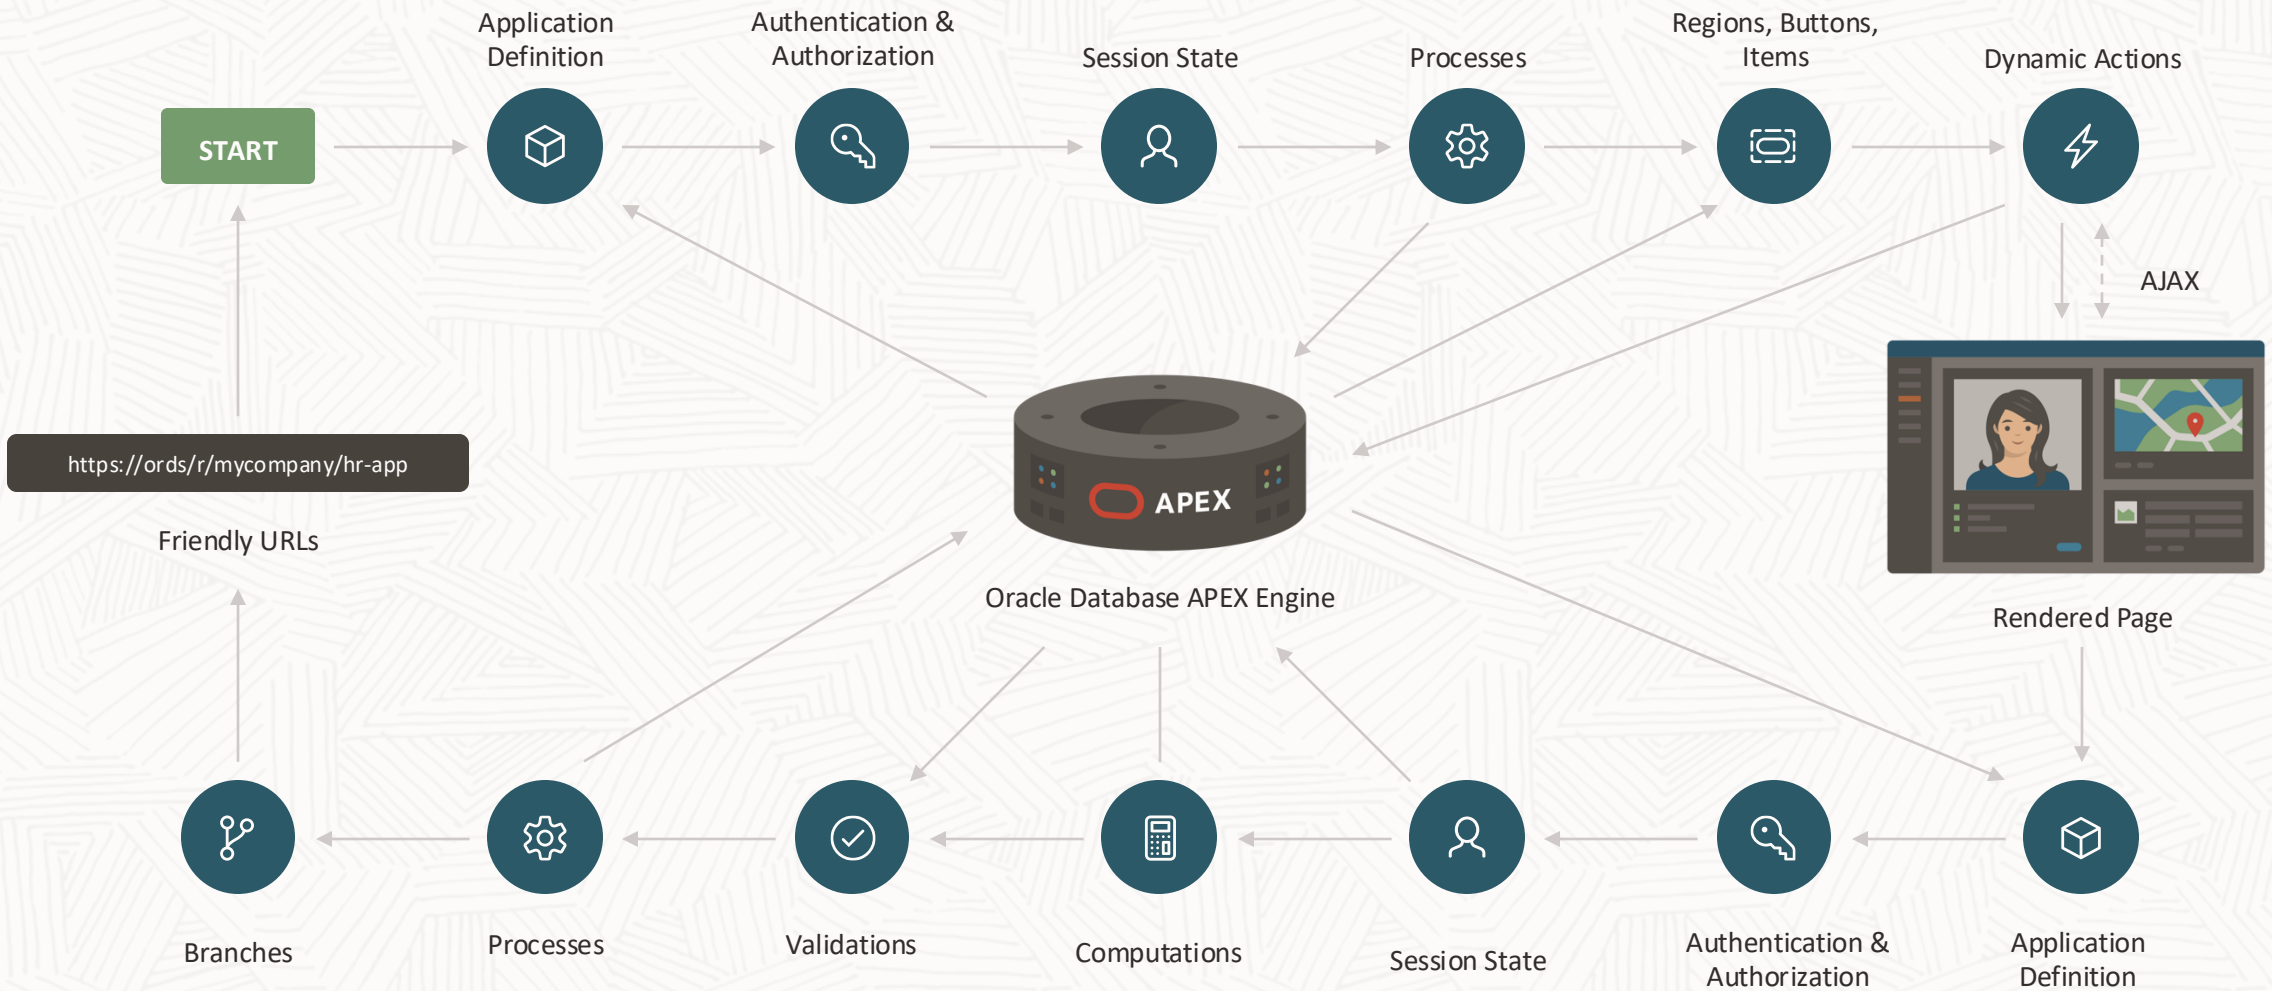 Application
Definition
Authentication &
Authorization
Session State
Processes
Regions, Buttons,
Items
Dynamic Actions
START
AJAX
https://ords/r/mycompany/hr-app
Friendly URLs
APEX
Oracle Database APEX Engine
Rendered Page
Branches
Processes
Validations
Computations
Session State
Authentication &
Authorization
Application
Definition